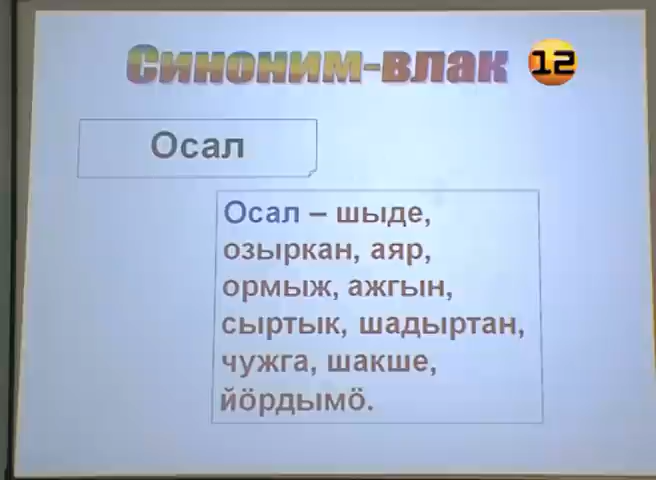 Синоним-влак 12
Осал
Осал – шыде,
озыркан, аяр,
ормыж, ажгын,
сыртык, шадыртан,
чужга, шакше,
йӧрдымӧ.